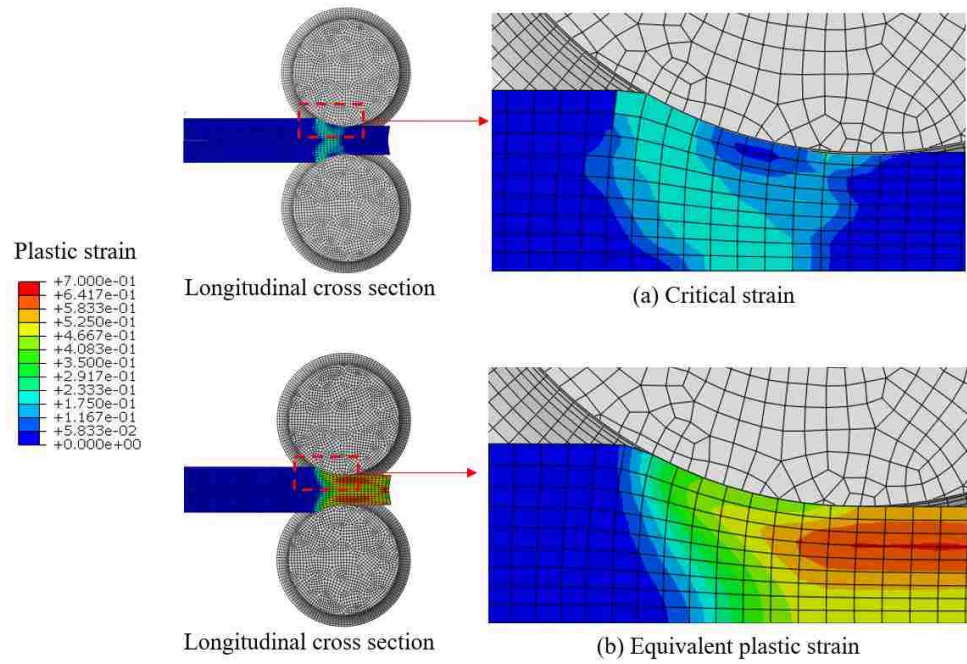 Longitudinal cross section
(a) Critical strain
Plastic strain
+7.000e-01
+6.417e-01
+5.833e-01
+5.250e-01
+4.667e-01
+4.083e-01
+3.500e-01
+2.917e-01
+2.333e-01
+1.750e-01
+1.167e-01
+5.833e-02
+0.000e+00
Longitudinal cross section
(b) Equivalent plastic strain